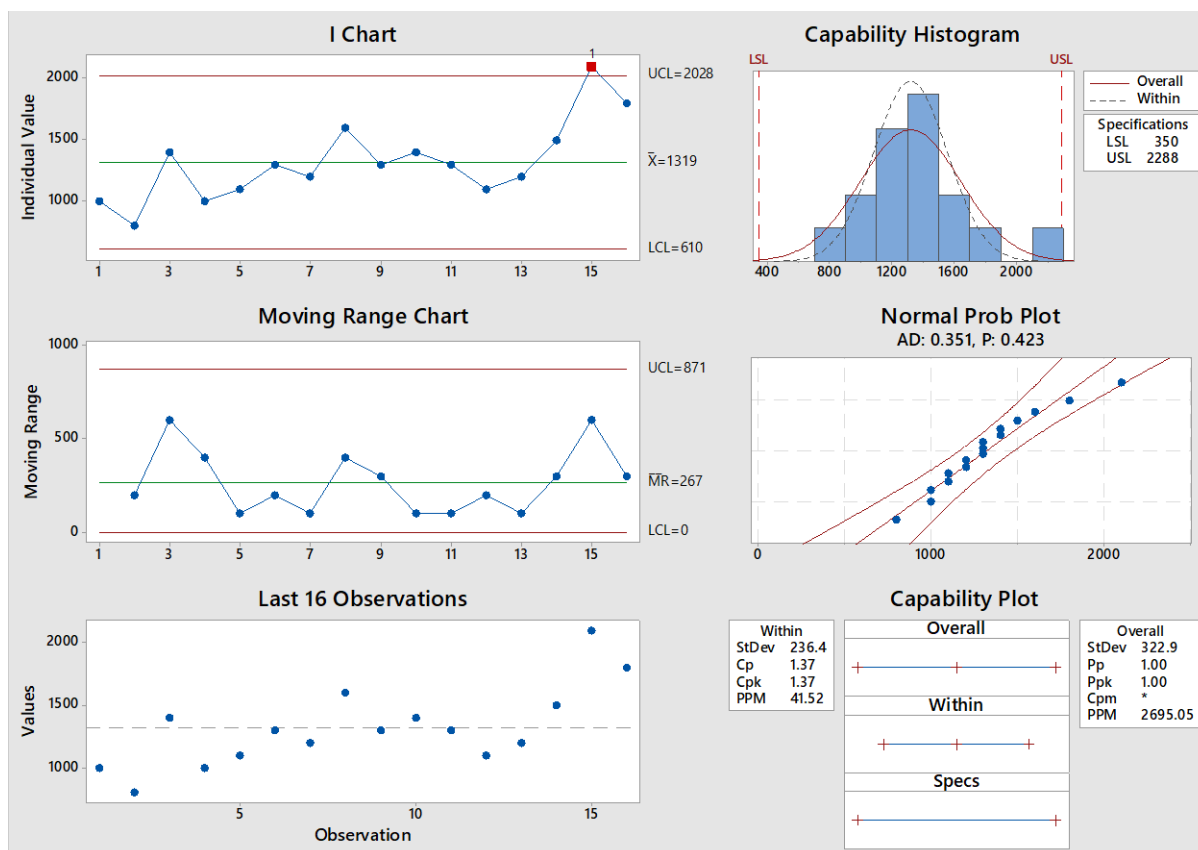 I Chart
Individual Value
2000
1500
1000
1
UCL=2028
X̄=1319
LCL=610
1 3 5 7 9 11 13 15
Capability Histogram
LSL USL
Overall
Within
Specifications
LSL 350
USL 2288
400 800 1200 1600 2000
Moving Range Chart
Moving Range
1000
500
0
UCL=871
M̄R̄=267
LCL=0
1 3 5 7 9 11 13 15
Normal Prob Plot
AD: 0.351, P: 0.423
0 1000 2000
Last 16 Observations
Values
2000
1500
1000
5 10 15
Observation
Capability Plot
Within
StDev 236.4
Cp 1.37
Cpk 1.37
PPM 41.52
Overall
Within
Specs
Overall
StDev 322.9
Pp 1.00
Ppk 1.00
Cpm *
PPM 2695.05